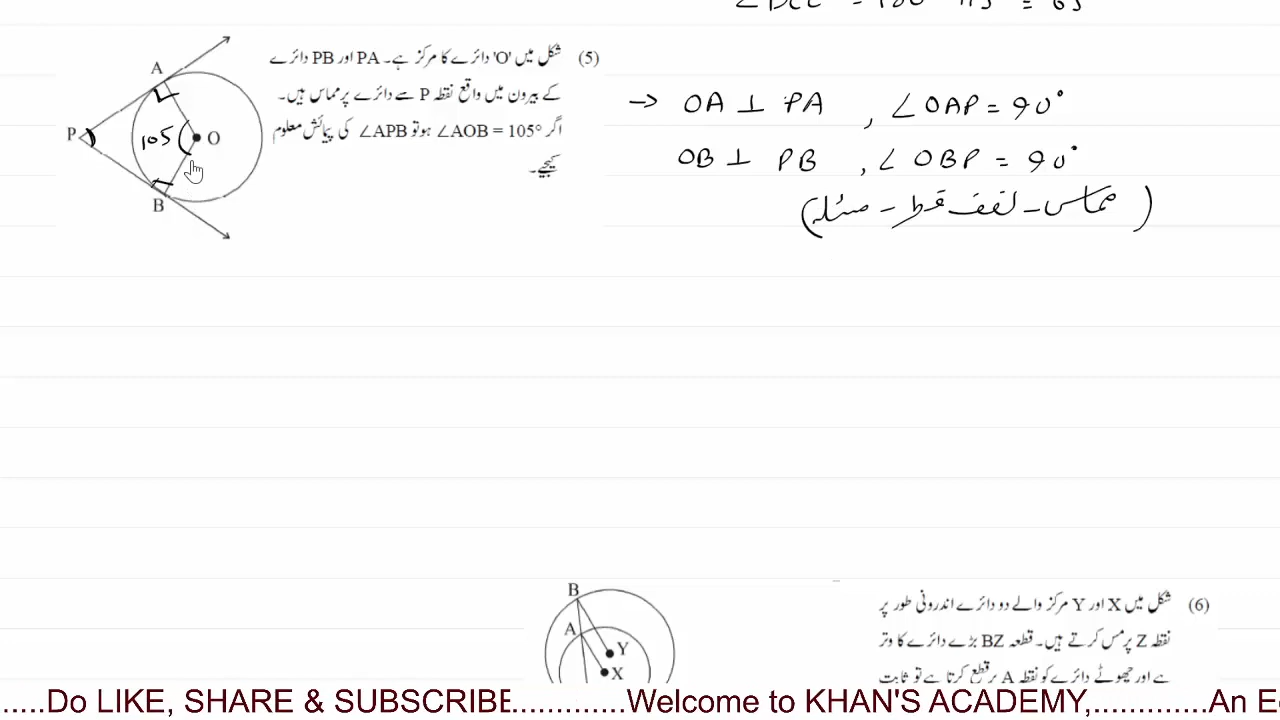 ∠BCE = 180 - 115 = 65
(5) شکل میں 'O' دائرے کا مرکز ہے۔ PA اور PB دائرے
کے بیرون میں واقع نقطہ P سے دائرے پر مماس ہیں۔
اگر ∠AOB = 105° ہو تو ∠APB کی پیمائش معلوم
کیجیے۔
A
P
105
O
B
→ OA ⊥ PA , ∠OAP = 90°
OB ⊥ PB , ∠OBP = 90°
(مماس - نصف قطر - مسئلہ)
(6) شکل میں X اور Y مرکز والے دو دائرے اندرونی طور پر
نقطہ Z پر مس کرتے ہیں۔ قطعہ BZ بڑے دائرے کا وتر
ہے اور چھوٹے دائرے کو نقطہ A پر قطع کرتا ہے تو ثابت
B
A
Y
X
.....Do LIKE, SHARE & SUBSCRIBE.............Welcome to KHAN'S ACADEMY,.............An E